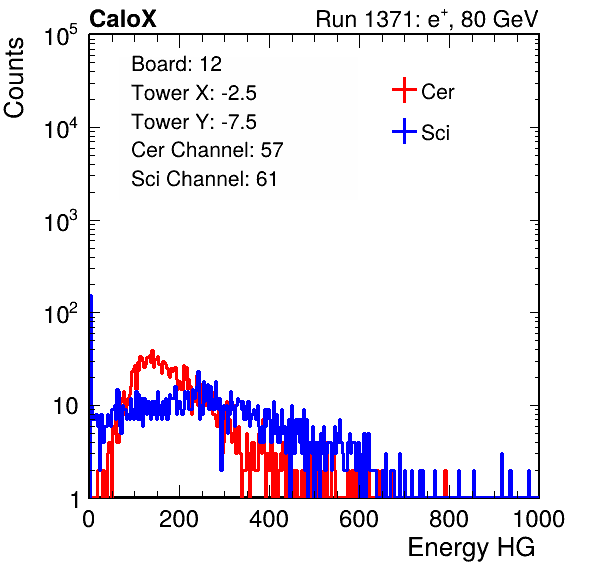 CaloX Run 1371: e⁺, 80 GeV
Counts
Board: 12
Tower X: -2.5
Tower Y: -7.5
Cer Channel: 57
Sci Channel: 61
Cer
Sci
10⁵
10⁴
10³
10²
10
1
0 200 400 600 800 1000
Energy HG